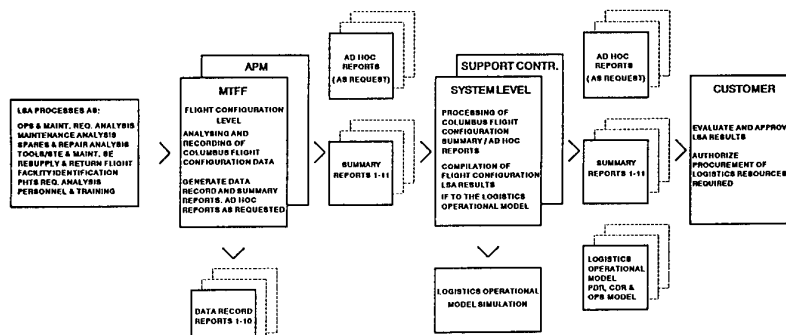 LSA PROCESSES AS:
OPS & MAINT. REQ. ANALYSIS
MAINTENANCE ANALYSIS
SPARES & REPAIR ANALYSIS
TOOLS/STE & MAINT. SE
RESUPPLY & RETURN FLIGHT
FACILITY IDENTIFICATION
PHTS REQ. ANALYSIS
PERSONNEL & TRAINING
APM
MTFF
FLIGHT CONFIGURATION
LEVEL
ANALYSING AND
RECORDING OF
COLUMBUS FLIGHT
CONFIGURATION DATA
GENERATE DATA
RECORD AND SUMMARY
REPORTS. AD HOC
REPORTS AS REQUESTED
DATA RECORD
REPORTS 1-10
AD HOC
REPORTS
(AS REQUEST)
SUMMARY
REPORTS 1-11
SUPPORT CONTR.
SYSTEM LEVEL
PROCESSING OF
COLUMBUS FLIGHT
CONFIGURATION
SUMMARY / AD HOC
REPORTS
COMPILATION OF
FLIGHT CONFIGURATION
LSA RESULTS
IF TO THE LOGISTICS
OPERATIONAL MODEL
LOGISTICS OPERATIONAL
MODEL SIMULATION
AD HOC
REPORTS
(AS REQUEST)
SUMMARY
REPORTS 1-11
LOGISTICS
OPERATIONAL
MODEL
PDR, CDR &
OPS MODEL
CUSTOMER
EVALUATE AND APPROVE
LSA RESULTS
AUTHORIZE
PROCUREMENT OF
LOGISTICS RESOURCES
REQUIRED